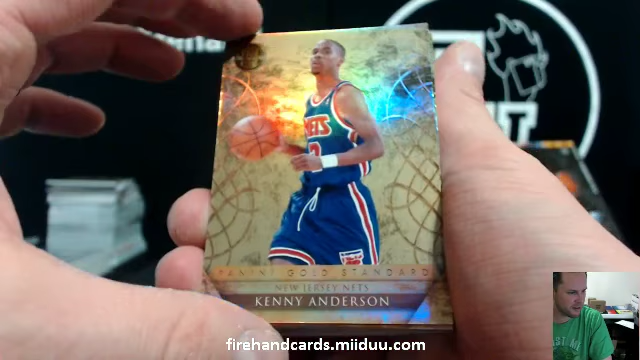 NETS
PANINI GOLD STANDARD
NEW JERSEY NETS
KENNY ANDERSON
firehandcards.miiduu.com